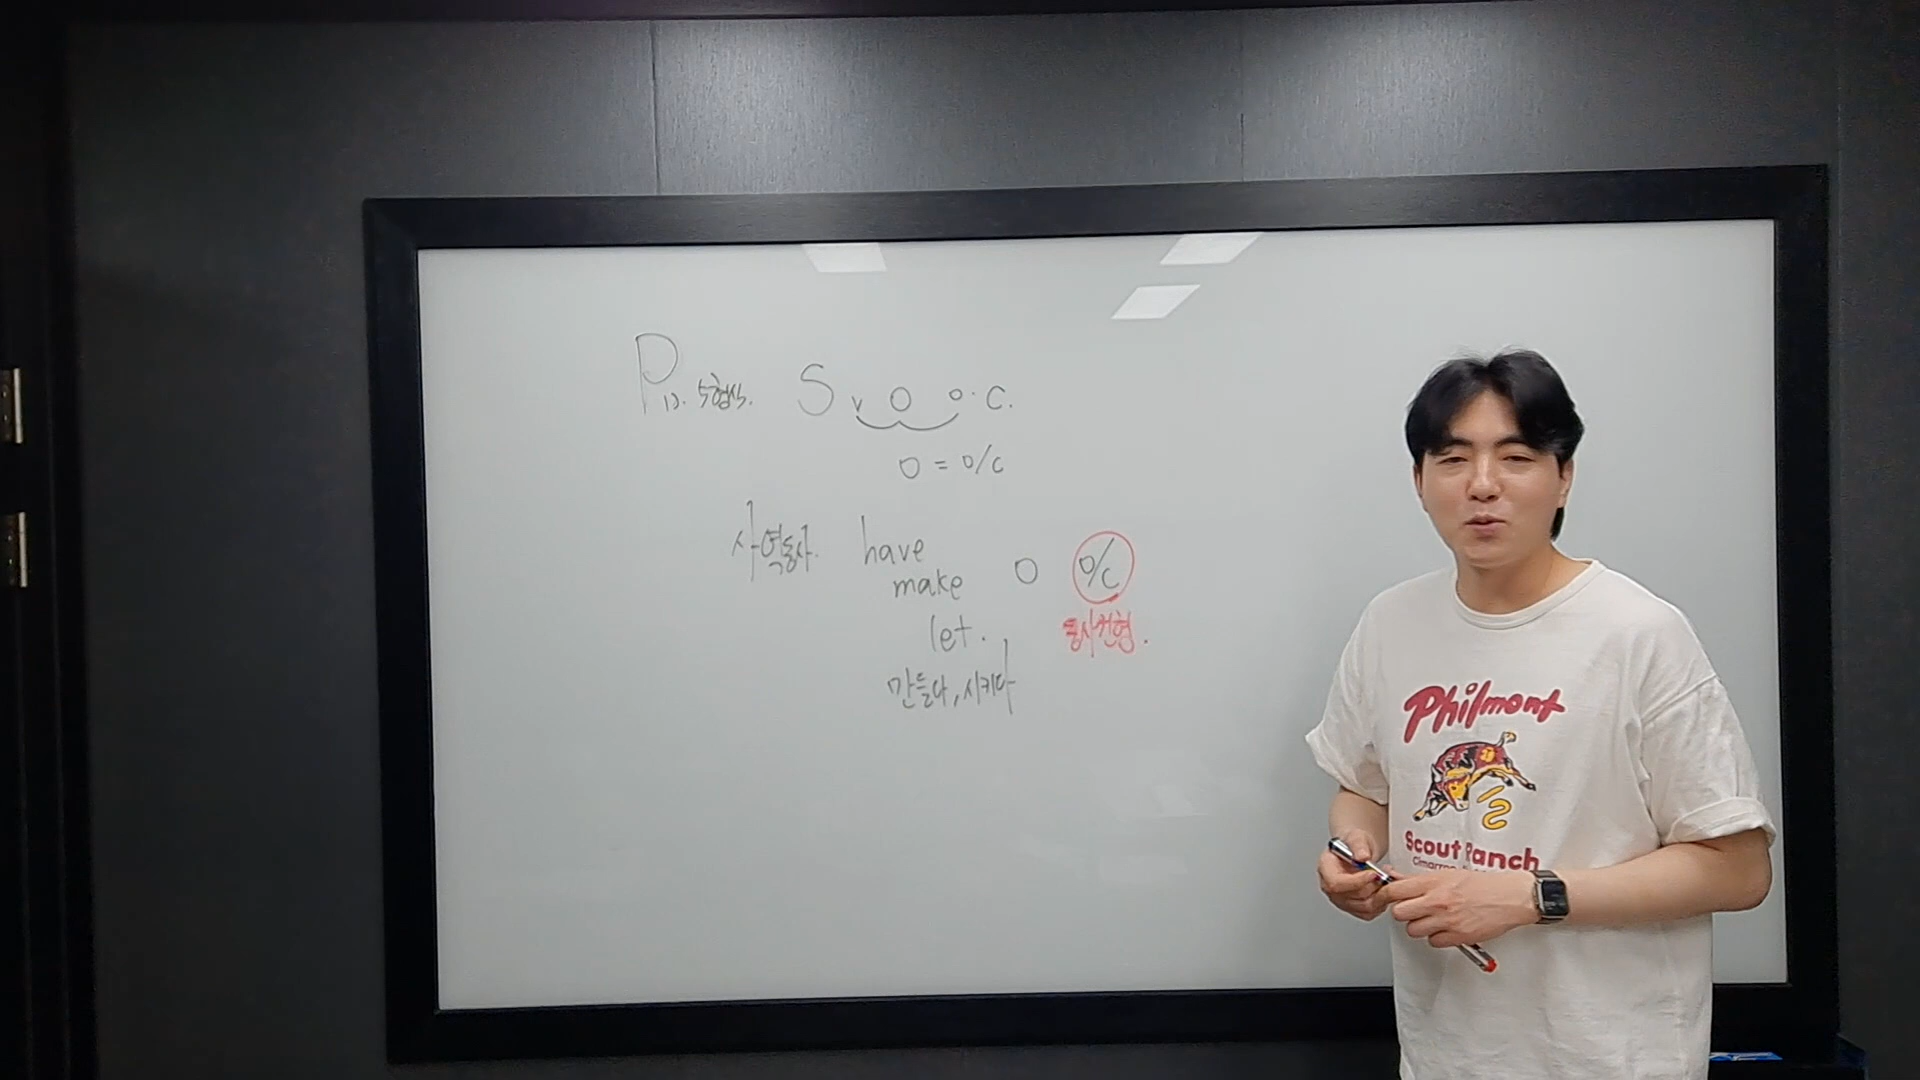 P 13. 5형식. S v O O.C.
O = O/C
사역동사. have
make O O/C
let. 동사원형.
만들다, 시키다
Philmont
Scout Ranch